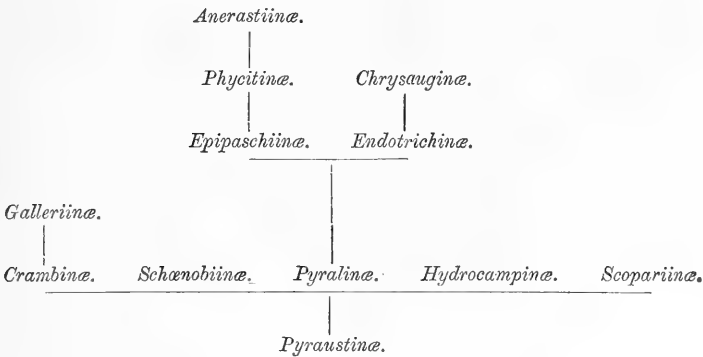 Anerastiinæ.
Phycitinæ. Chrysauginæ.
Epipaschiinæ. Endotrichinæ.
Galleriinæ.
Crambinæ. Schœnobiinæ. Pyralinæ. Hydrocampinæ. Scopariinæ.
Pyraustinæ.